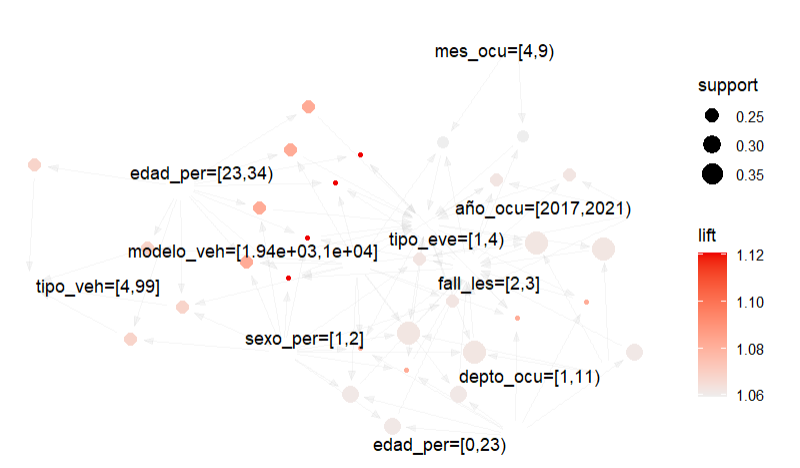 mes_ocu=[4,9)
support
0.25
0.30
0.35
edad_per=[23,34)
año_ocu=[2017,2021)
tipo_eve=[1,4)
lift
modelo_veh=[1.94e+03,1e+04]
1.12
tipo_veh=[4,99]
fall_les=[2,3]
1.10
sexo_per=[1,2]
1.08
depto_ocu=[1,11)
1.06
edad_per=[0,23)